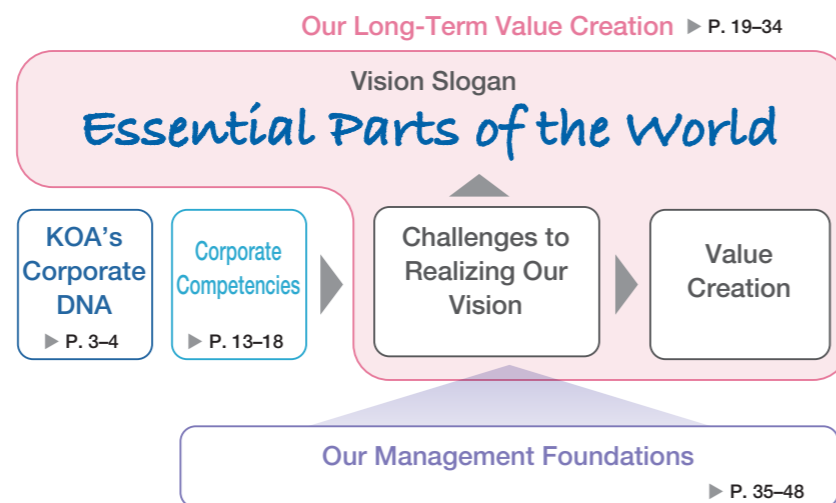 Our Long-Term Value Creation ▶ P. 19–34
Vision Slogan
Essential Parts of the World
KOA's
Corporate
DNA
▶ P. 3–4
Corporate
Competencies
▶ P. 13–18
Challenges to
Realizing Our
Vision
Value
Creation
Our Management Foundations
▶ P. 35–48